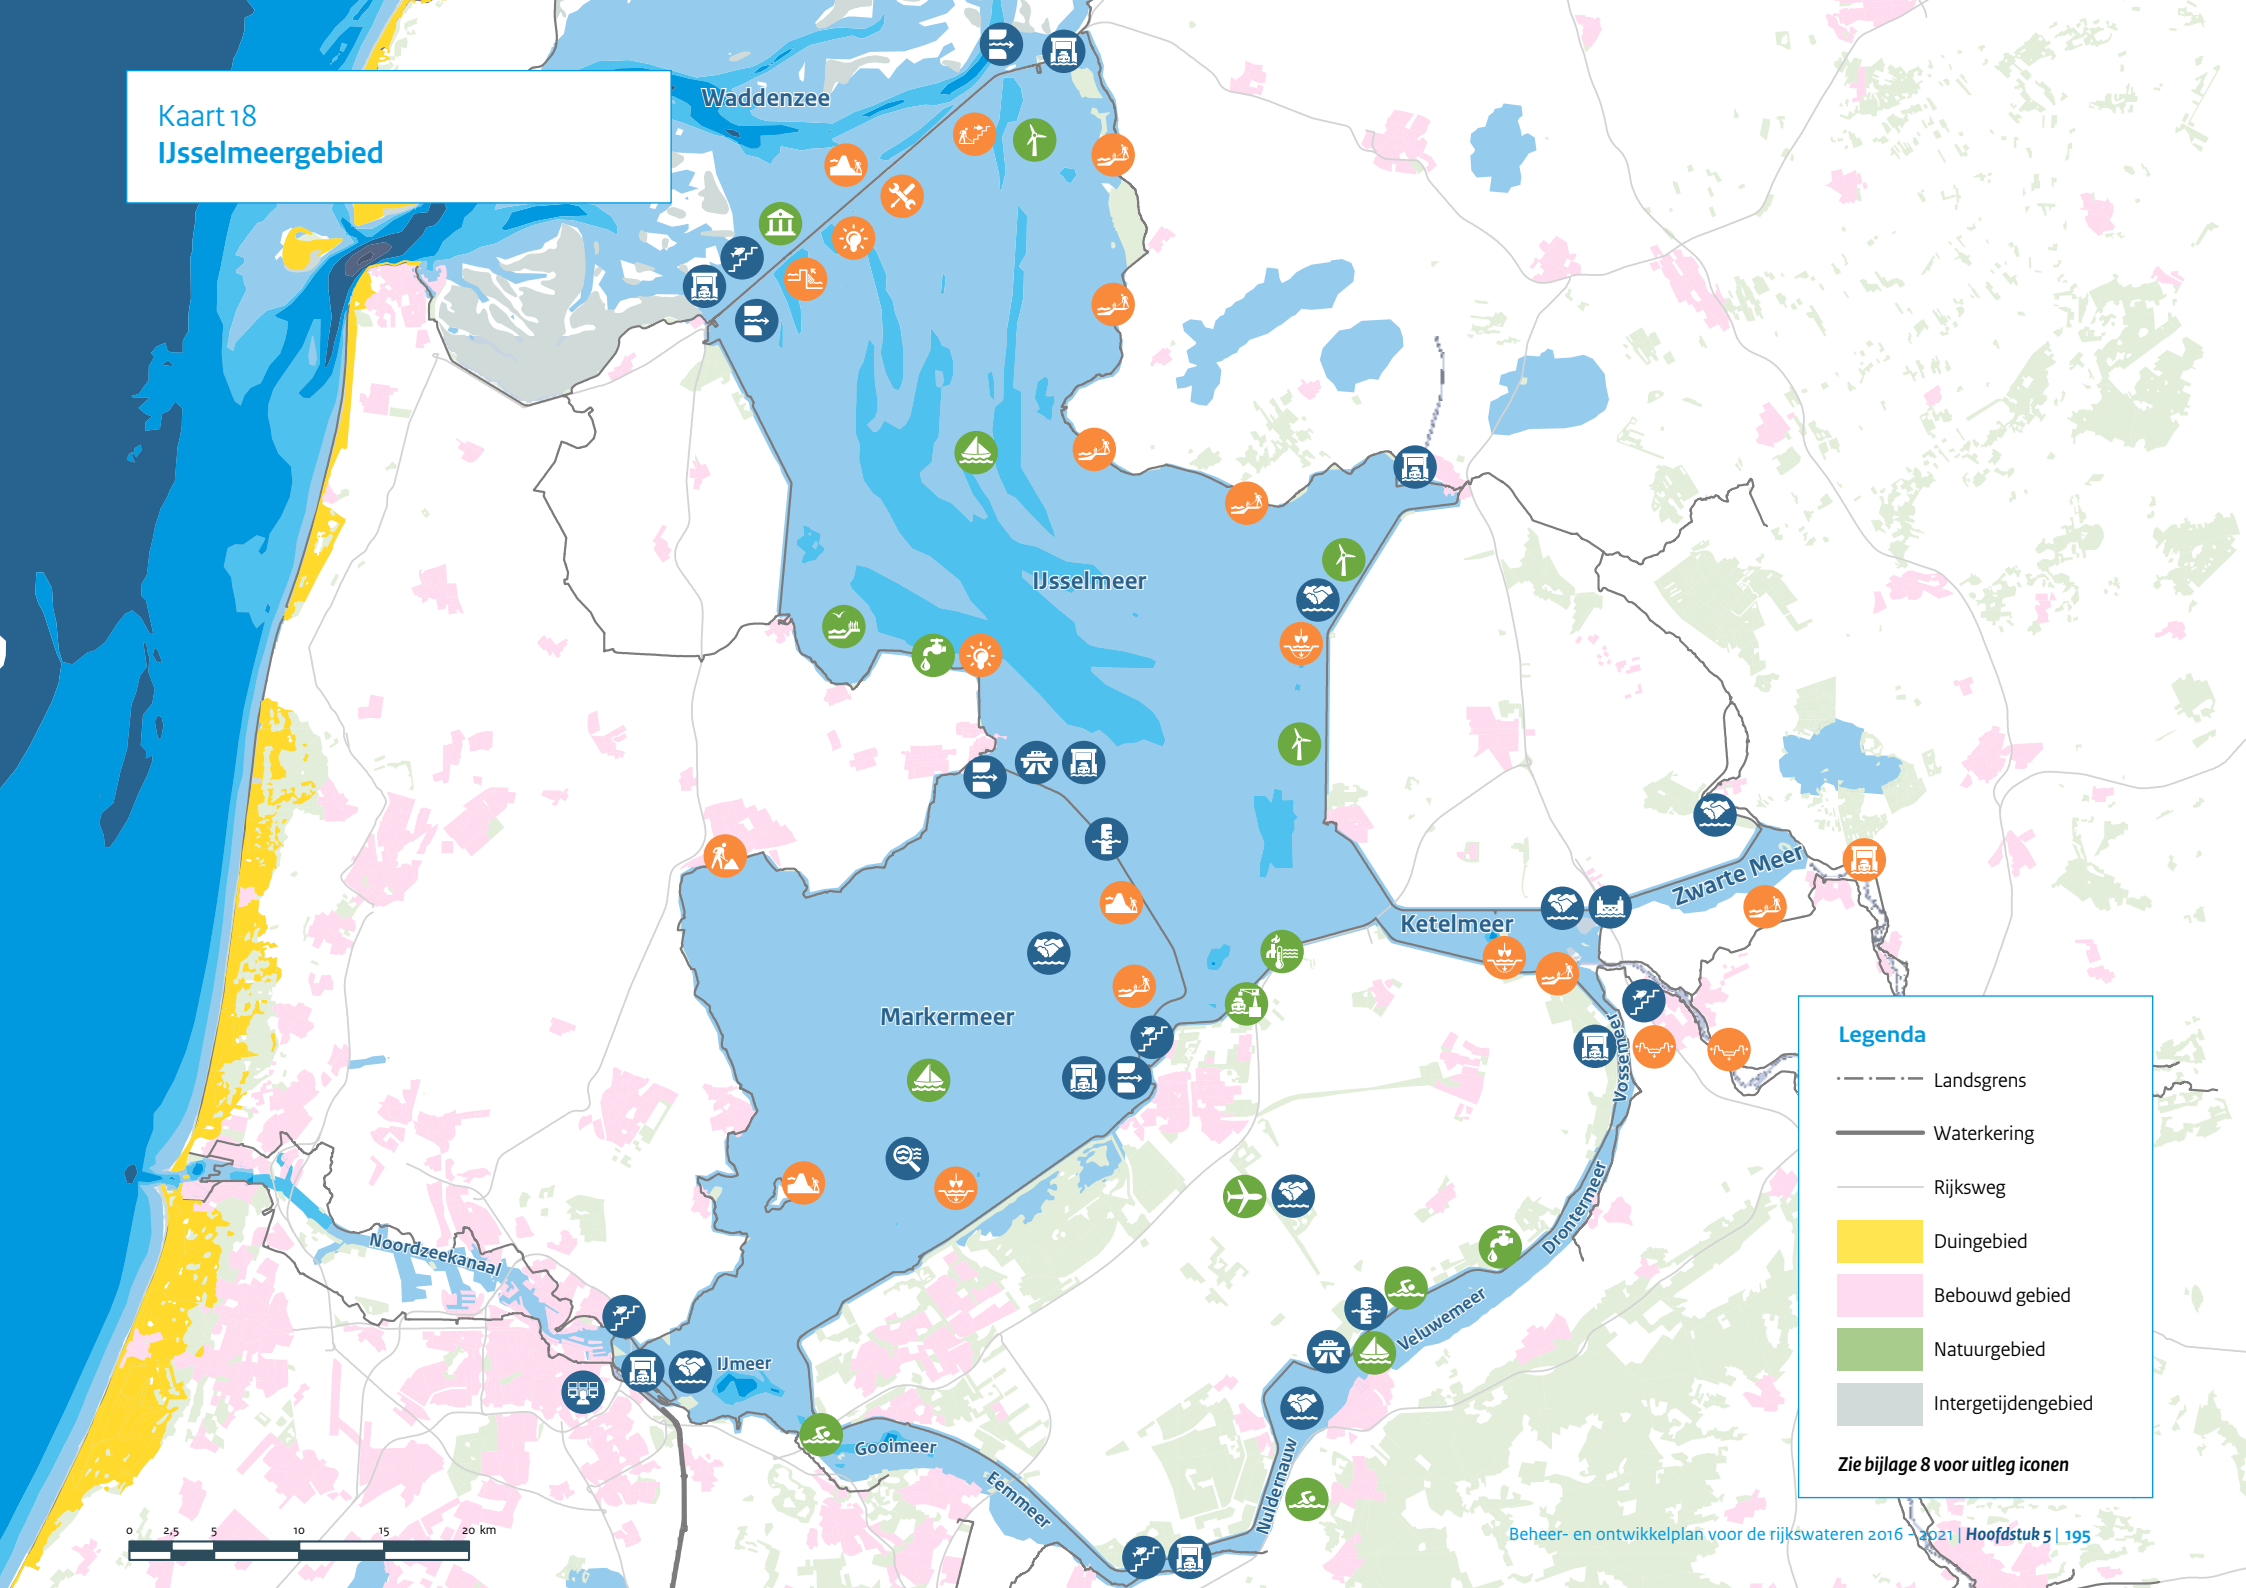 Kaart 18
IJsselmeergebied
Waddenzee
IJsselmeer
Zwarte Meer
Ketelmeer
Markermeer
Vossemeer
Drontermeer
Noordzeekanaal
Veluwemeer
IJmeer
Gooimeer
Eemmeer
Nuldernauw
Legenda
Landsgrens
Waterkering
Rijksweg
Duingebied
Bebouwd gebied
Natuurgebied
Intergetijdengebied
Zie bijlage 8 voor uitleg iconen
0 2,5 5 10 15 20 km
Beheer- en ontwikkelplan voor de rijkswateren 2016 - 2021 | Hoofdstuk 5 | 195